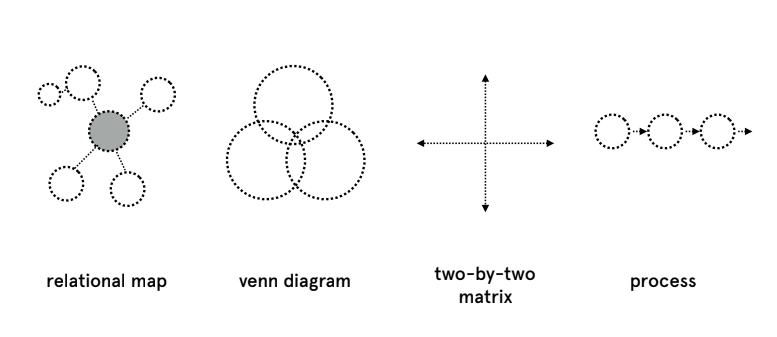 relational map
venn diagram
two-by-two
matrix
process